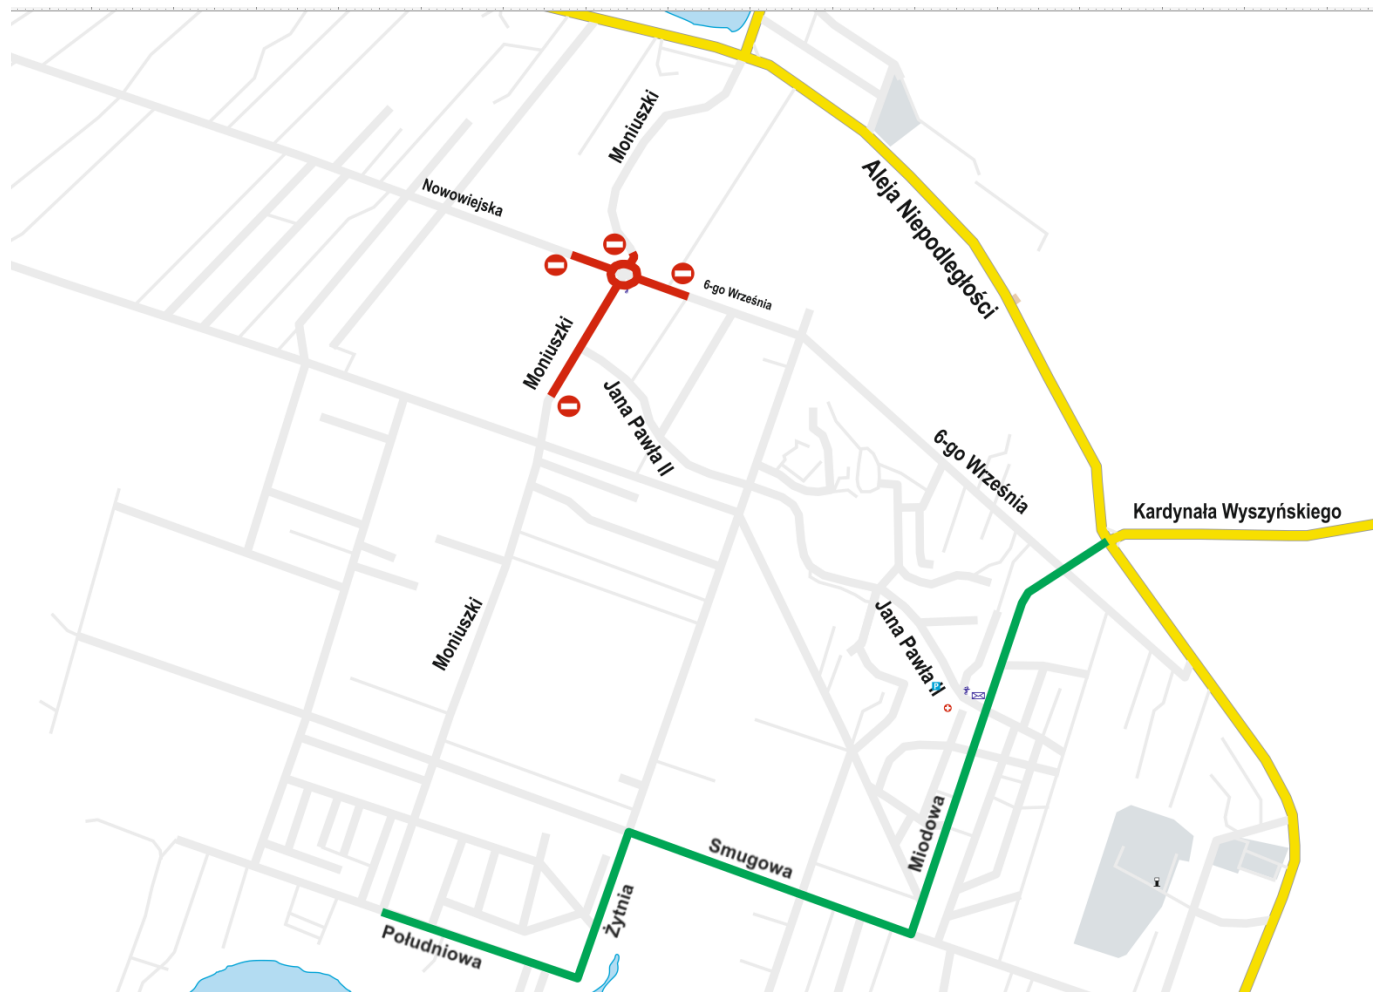 Moniuszki
Aleja Niepodległości
Nowowiejska
6-go Września
Moniuszki
Jana Pawła II
6-go Września
Kardynała Wyszyńskiego
Moniuszki
Jana Pawła II
Miodowa
Smugowa
Żytnia
Południowa